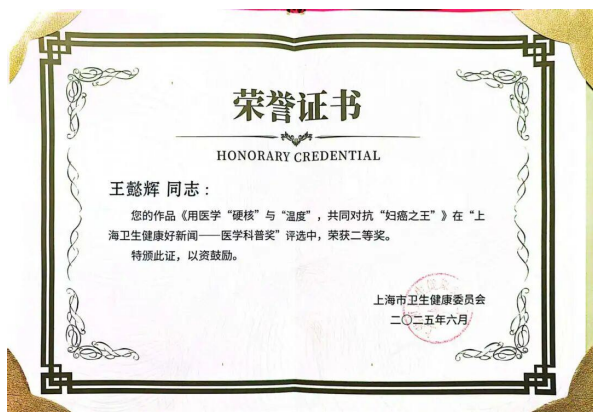 荣誉证书
HONORARY CREDENTIAL
王懿辉 同志：
您的作品《用医学“硬核”与“温度”，共同对抗“妇癌之王”》在“上
海卫生健康好新闻——医学科普奖”评选中，荣获二等奖。
特颁此证，以资鼓励。
上海市卫生健康委员会
二〇二五年六月